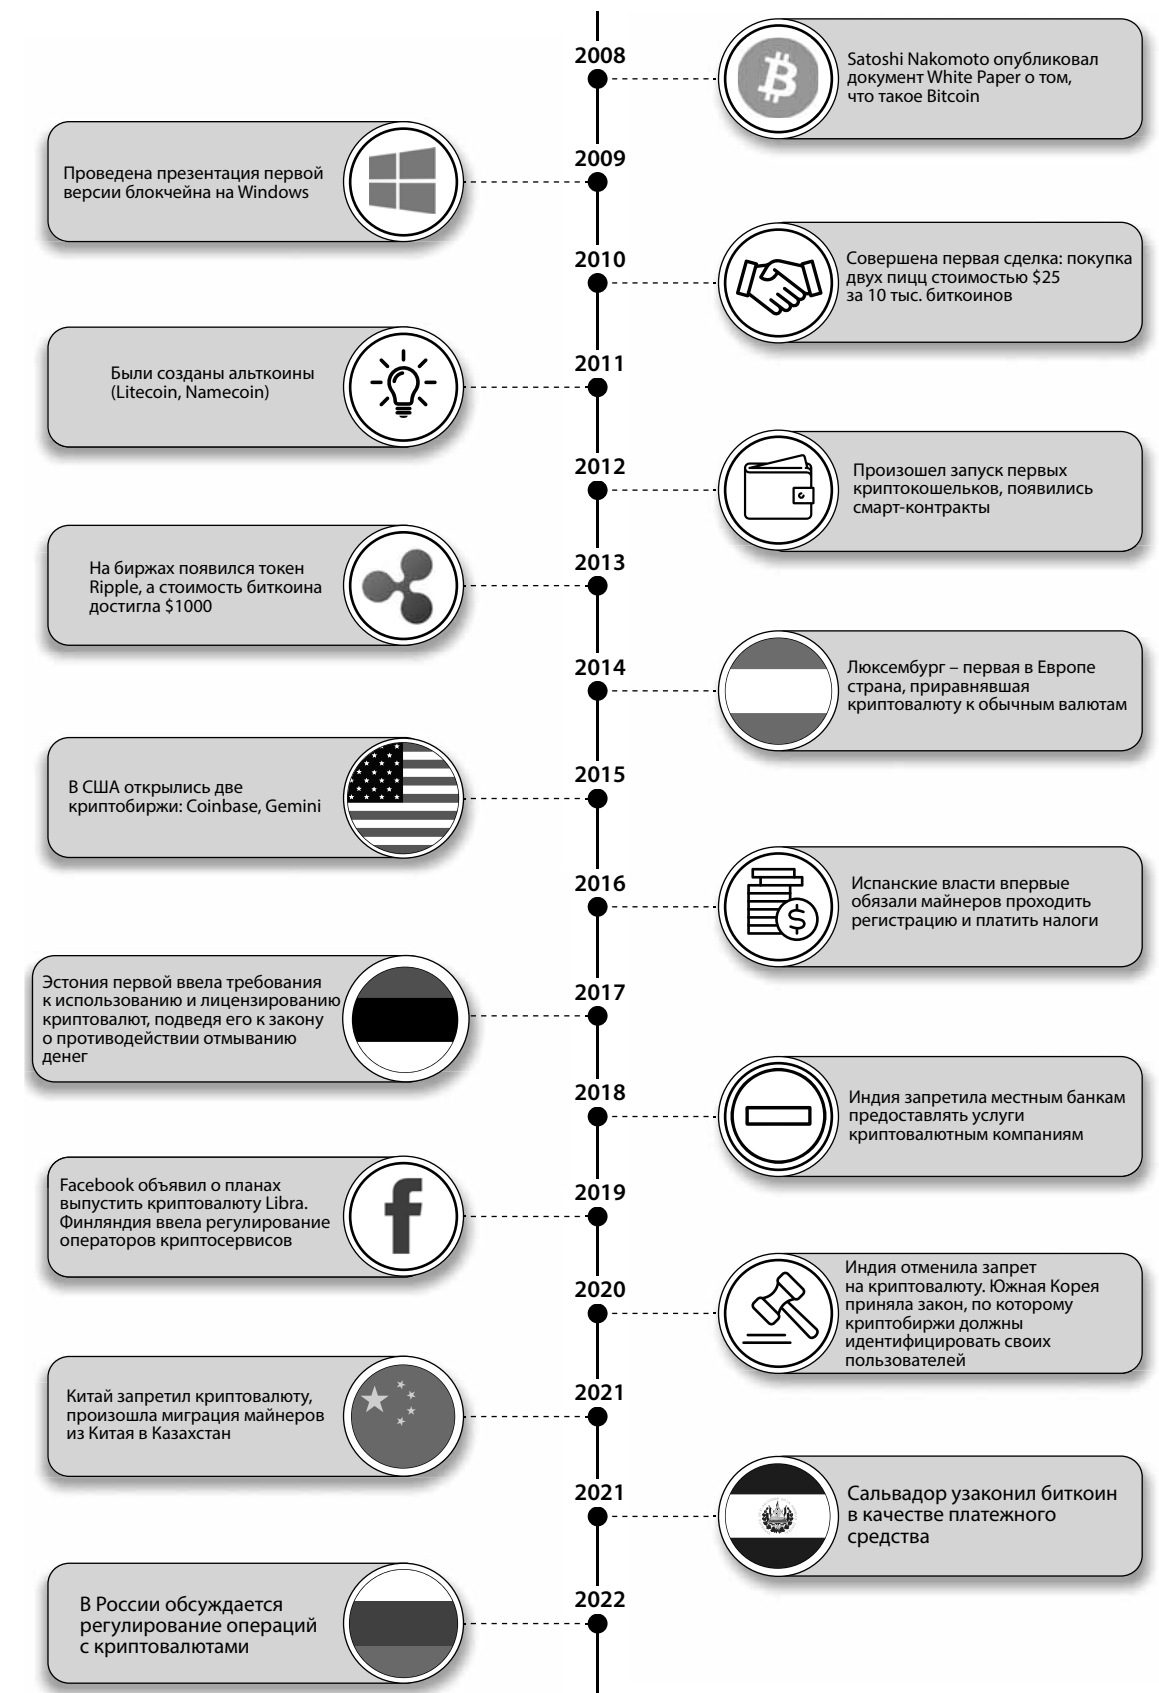 2008
Satoshi Nakomoto опубликовал
документ White Paper о том,
что такое Bitcoin
2009
Проведена презентация первой
версии блокчейна на Windows
2010
Совершена первая сделка: покупка
двух пицц стоимостью $25
за 10 тыс. биткоинов
2011
Были созданы альткоины
(Litecoin, Namecoin)
2012
Произошел запуск первых
криптокошельков, появились
смарт-контракты
2013
На биржах появился токен
Ripple, а стоимость биткоина
достигла $1000
2014
Люксембург – первая в Европе
страна, приравнявшая
криптовалюту к обычным валютам
2015
В США открылись две
криптобиржи: Coinbase, Gemini
2016
Испанские власти впервые
обязали майнеров проходить
регистрацию и платить налоги
2017
Эстония первой ввела требования
к использованию и лицензированию
криптовалют, подведя его к закону
о противодействии отмыванию
денег
2018
Индия запретила местным банкам
предоставлять услуги
криптовалютным компаниям
2019
Facebook объявил о планах
выпустить криптовалюту Libra.
Финляндия ввела регулирование
операторов криптосервисов
2020
Индия отменила запрет
на криптовалюту. Южная Корея
приняла закон, по которому
криптобиржи должны
идентифицировать своих
пользователей
2021
Китай запретил криптовалюту,
произошла миграция майнеров
из Китая в Казахстан
2021
Сальвадор узаконил биткоин
в качестве платежного
средства
2022
В России обсуждается
регулирование операций
с криптовалютами